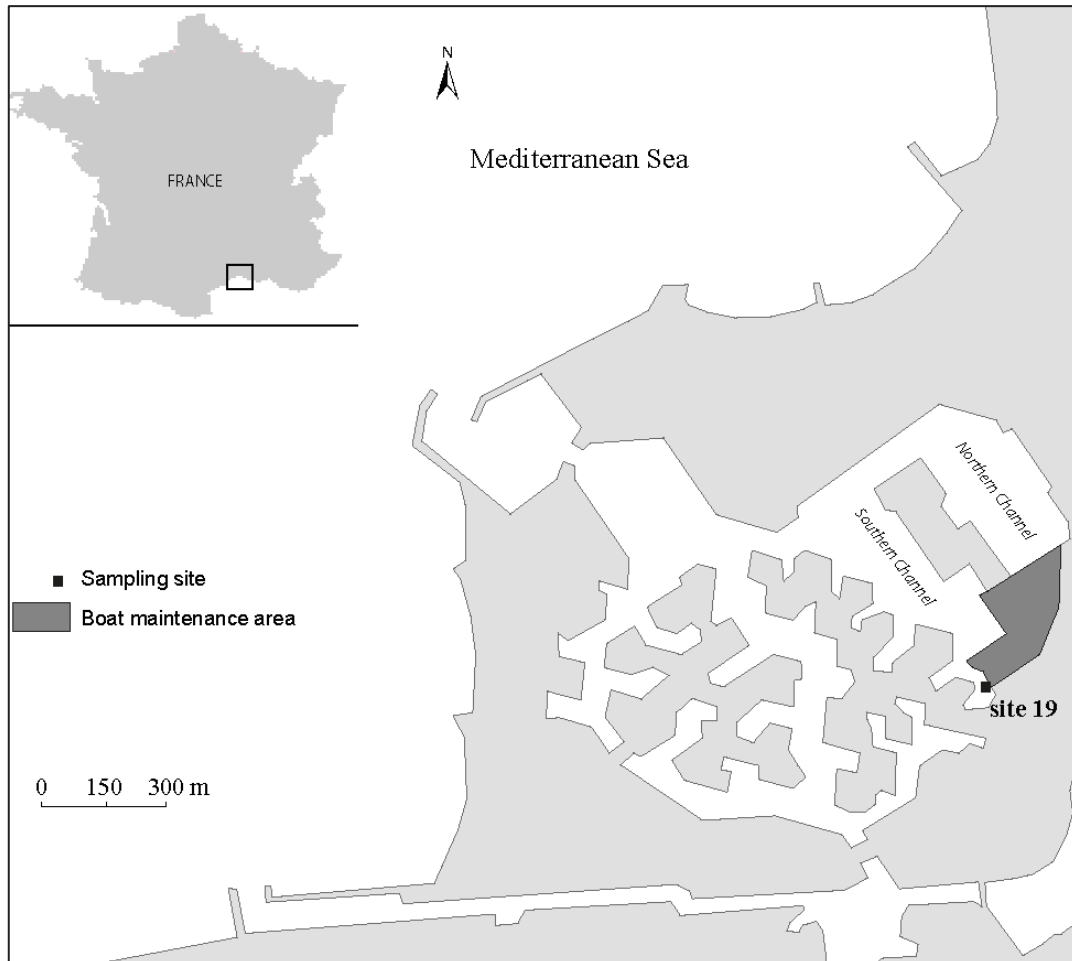 N
Mediterranean Sea
FRANCE
Northern Channel
Southern Channel
Sampling site
Boat maintenance area
site 19
0 150 300 m